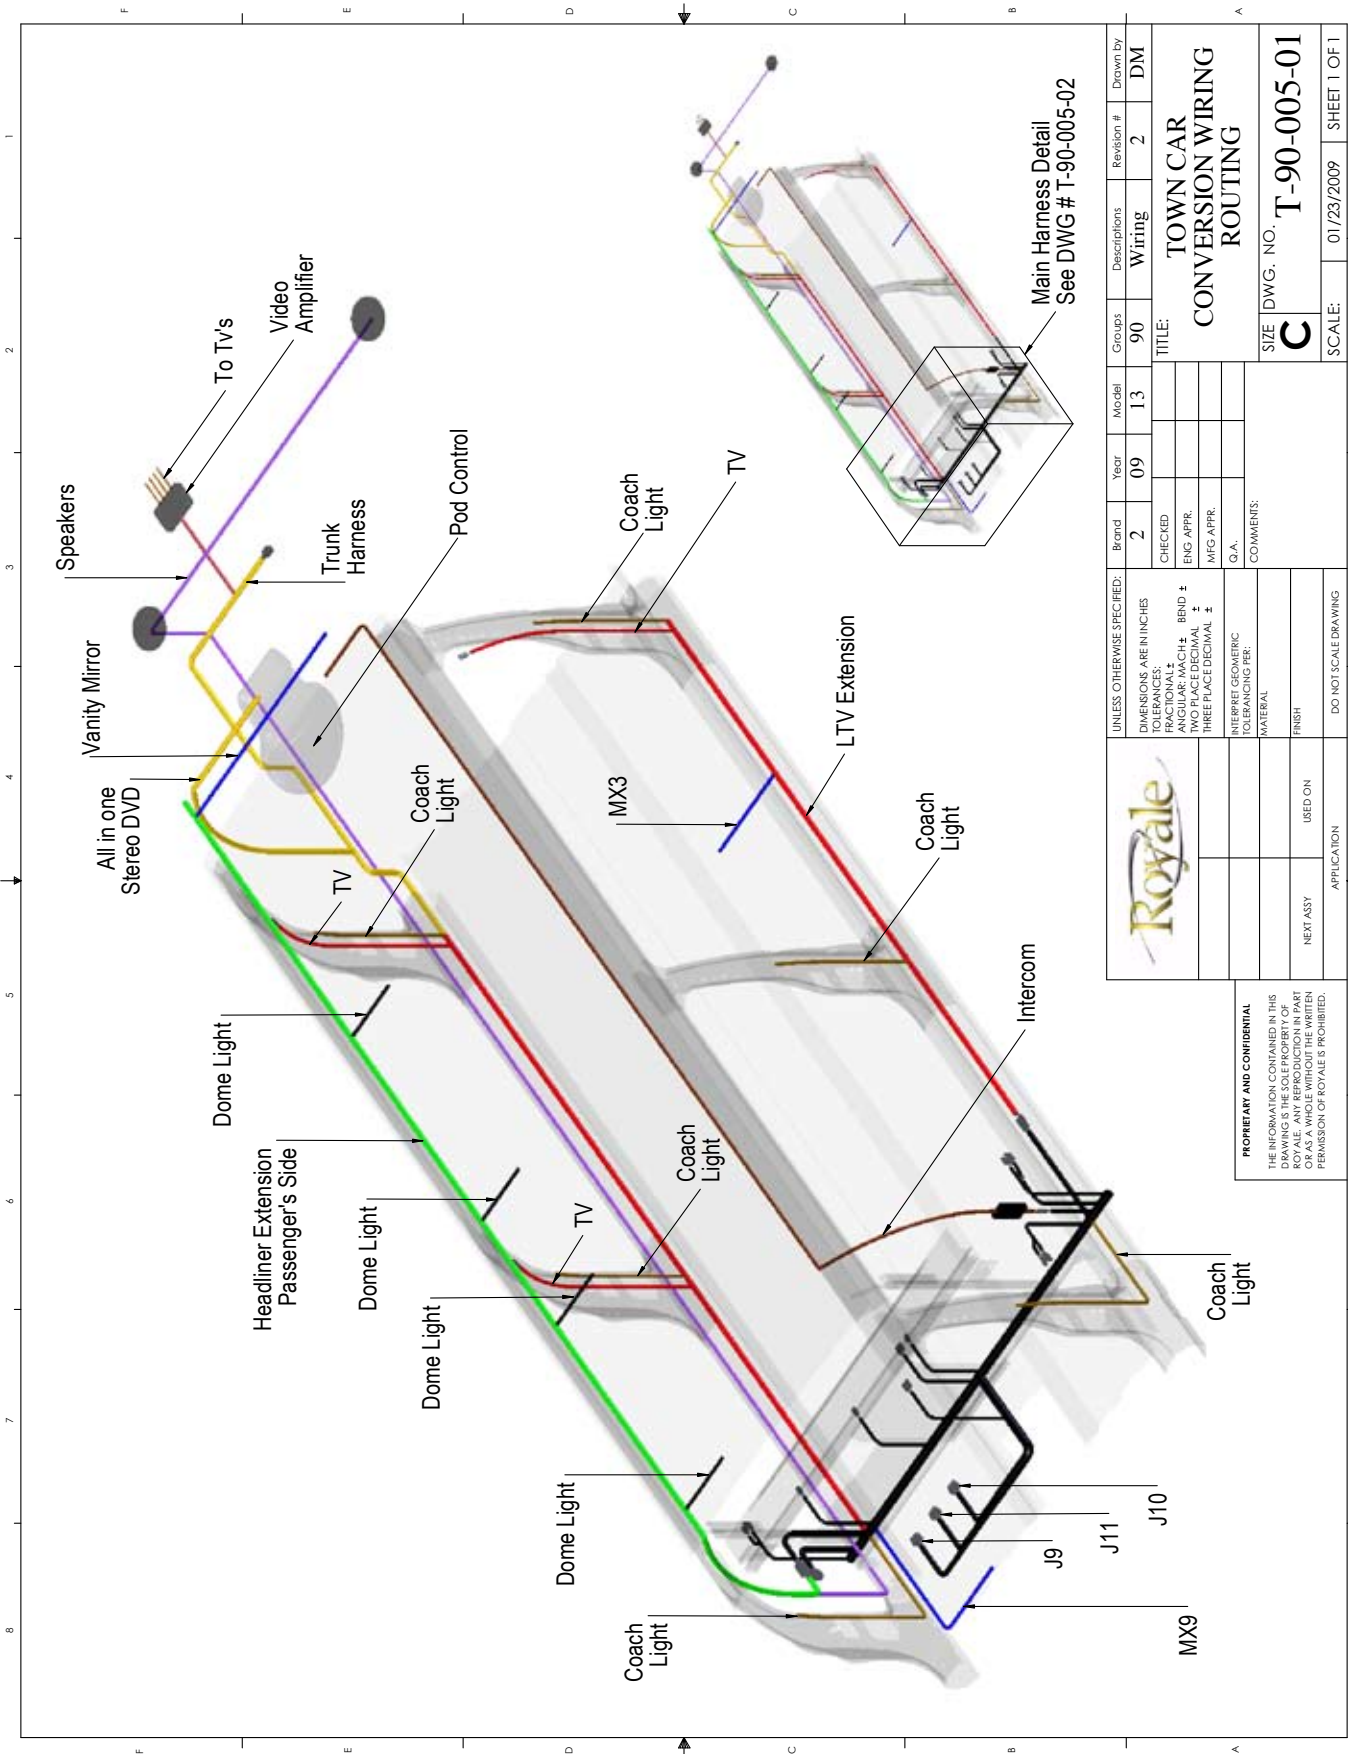 8
7
6
5
4
3
2
1
F
E
D
C
B
A
F
E
D
C
B
A
Speakers
To Tv's
Video
Amplifier
Vanity Mirror
Trunk
Harness
All in one
Stereo DVD
Pod Control
Coach
Light
TV
Coach
Light
TV
Dome Light
MX3
LTV Extension
Headliner Extension
Passenger's Side
Coach
Light
Dome Light
TV
Coach
Light
Intercom
Dome Light
Dome Light
Coach
Light
Coach
Light
J9
J11
J10
MX9
Main Harness Detail
See DWG # T-90-005-02
PROPRIETARY AND CONFIDENTIAL
THE INFORMATION CONTAINED IN THIS
DRAWING IS THE SOLE PROPERTY OF
ROYALE. ANY REPRODUCTION IN PART
OR AS A WHOLE WITHOUT THE WRITTEN
PERMISSION OF ROYALE IS PROHIBITED.
Royale
NEXT ASSY
USED ON
APPLICATION
UNLESS OTHERWISE SPECIFIED:
DIMENSIONS ARE IN INCHES
TOLERANCES:
FRACTIONAL ±
ANGULAR: MACH ± BEND ±
TWO PLACE DECIMAL ±
THREE PLACE DECIMAL ±
INTERPRET GEOMETRIC
TOLERANCING PER:
MATERIAL
FINISH
DO NOT SCALE DRAWING
Brand Year Model Groups Descriptions Revision # Drawn by
2 09 13 90 Wiring 2 DM
CHECKED
ENG APPR.
MFG APPR.
Q.A.
COMMENTS:
TITLE:
TOWN CAR
CONVERSION WIRING
ROUTING
SIZE
C
DWG. NO.
T-90-005-01
SCALE:
01/23/2009
SHEET 1 OF 1